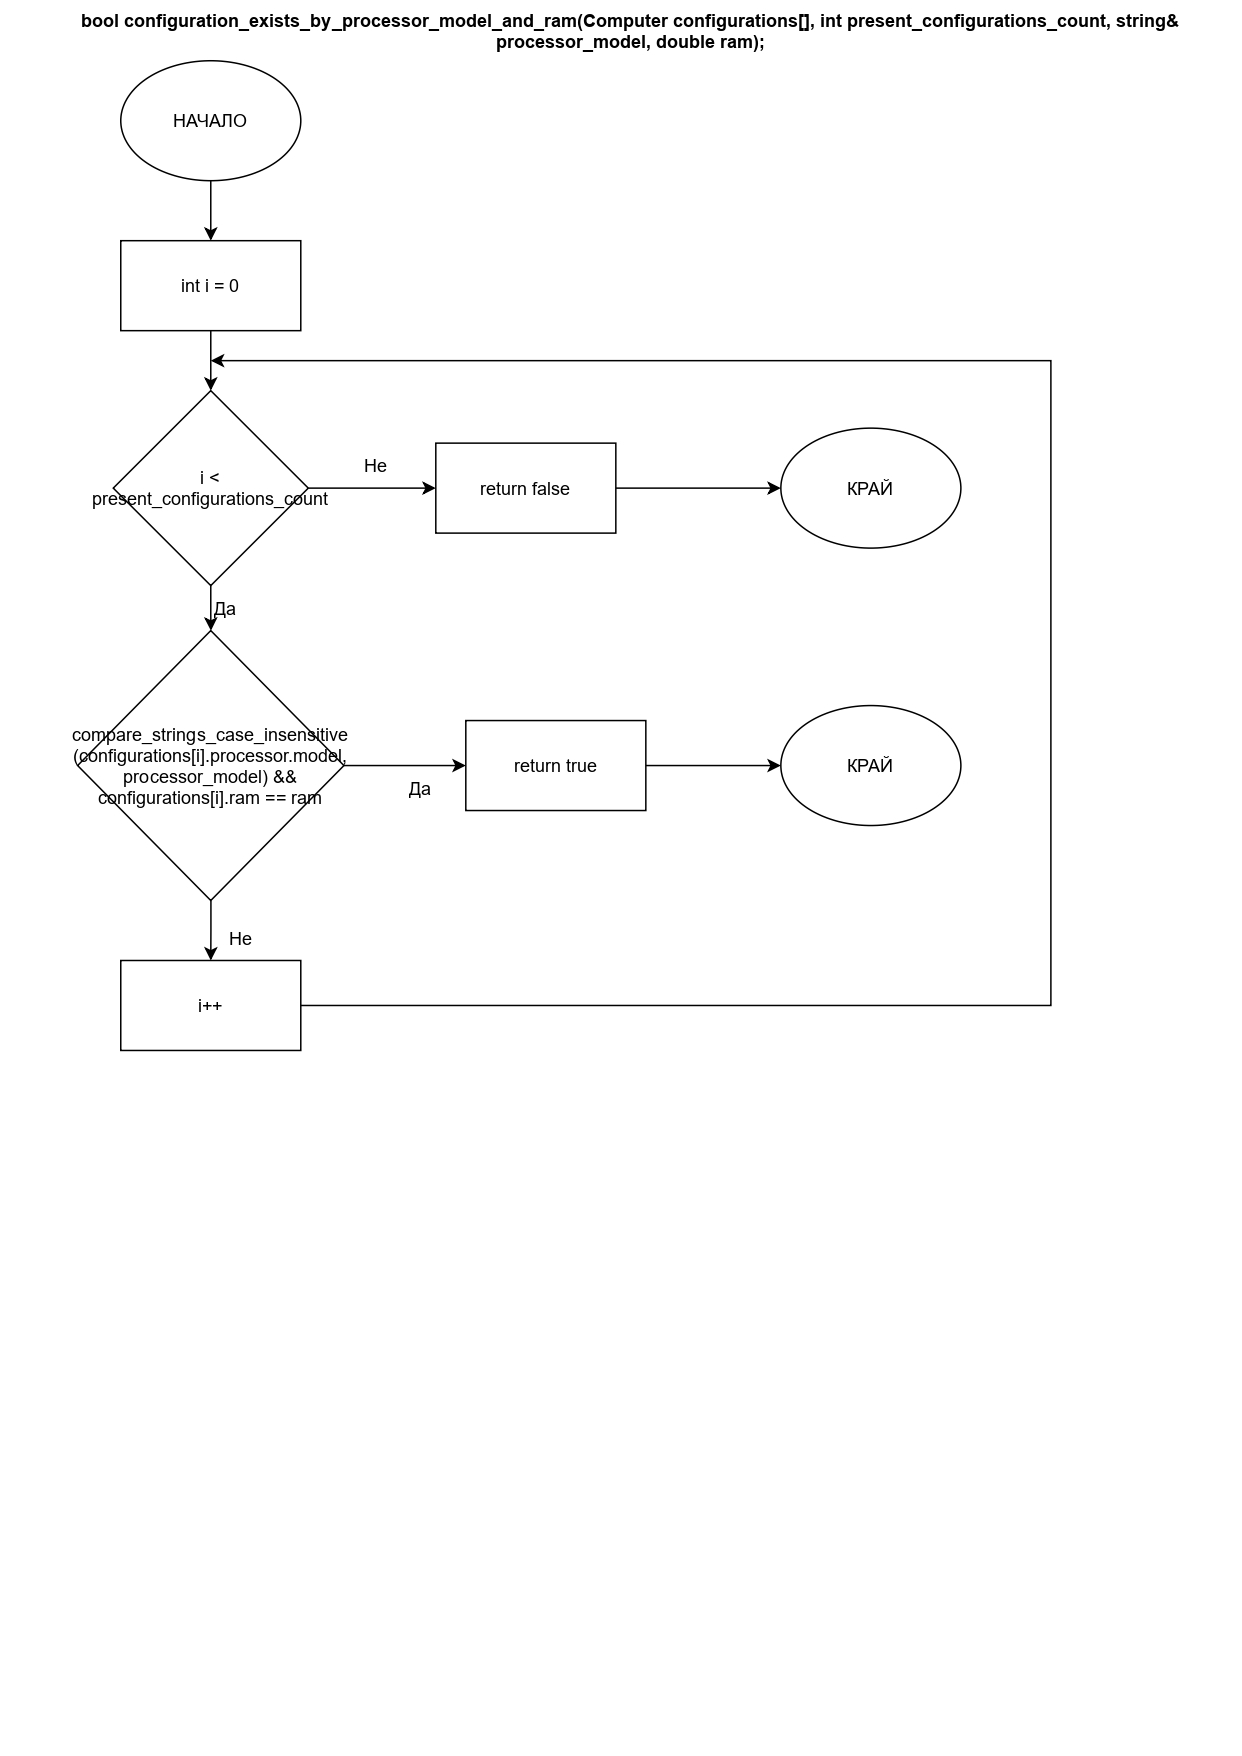 bool configuration_exists_by_processor_model_and_ram(Computer configurations[], int present_configurations_count, string&
processor_model, double ram);
НАЧАЛО
int i = 0
i <
present_configurations_count
Не
return false
КРАЙ
Да
compare_strings_case_insensitive
(configurations[i].processor.model,
processor_model) &&
configurations[i].ram == ram
Да
return true
КРАЙ
Не
i++